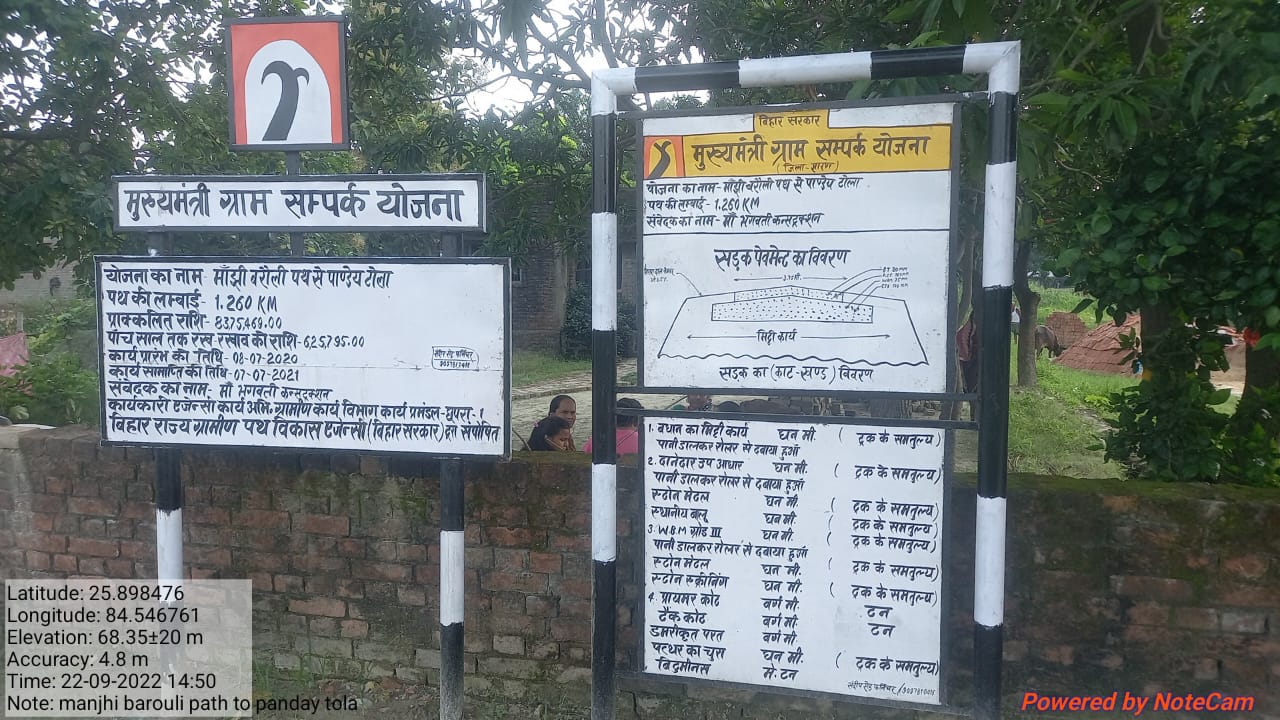 मुख्यमंत्री ग्राम सम्पर्क योजना
योजना का नाम - माँझी बरौली पथ से पाण्डेय टोला
पथ की लम्बाई - 1.260 KM
प्राक्कलित राशि - 8375469.00
पाँच साल तक रख-रखाव की राशि - 625795.00
कार्य प्रारंभ की तिथि - 08-07-2020
कार्य समाप्ति की तिथि - 07-07-2021
संवेदक का नाम - माँ भगवती कन्सट्रक्शन
कार्यकारी एजेन्सी कार्य अभि. ग्रामीण कार्य विभाग कार्य प्रमंडल - छपरा - 1
बिहार राज्य ग्रामीण पथ विकास एजेन्सी (बिहार सरकार) द्वारा संपोषित
बिहार सरकार
मुख्यमंत्री ग्राम सम्पर्क योजना
(जिला - सारण)
योजना का नाम - माँझी बरौली पथ से पाण्डेय टोला
पथ की लम्बाई - 1.260 KM
संवेदक का नाम - माँ भगवती कन्सट्रक्शन
सड़क पेवमेन्ट का विवरण
मिट्टी कार्य
सड़क का (काट-खण्ड) विवरण
1. बधान का मिट्टी कार्य घन मी. ( ट्रक के समतुल्य )
पानी डालकर रोलर से दबाया हुआ
2. दानेदार उप आधार घन मी. ( ट्रक के समतुल्य )
पानी डालकर रोलर से दबाया हुआ
स्टोन मेटल घन मी. ( ट्रक के समतुल्य )
स्थानीय बालू घन मी. ( ट्रक के समतुल्य )
3. W.B.M ग्रेड III घन मी. ( ट्रक के समतुल्य )
पानी डालकर रोलर से दबाया हुआ
स्टोन मेटल घन मी. ( ट्रक के समतुल्य )
स्टोन स्क्रीनिंग घन मी. ( ट्रक के समतुल्य )
4. प्रायमर कोट बर्ग मी. टन
टैक कोट बर्ग मी. टन
डमरीकृत परत बर्ग मी.
पत्थर का चुरा घन मी. ( ट्रक के समतुल्य )
बिटुमीनस मे. टन
Latitude: 25.898476
Longitude: 84.546761
Elevation: 68.35±20 m
Accuracy: 4.8 m
Time: 22-09-2022 14:50
Note: manjhi barouli path to panday tola
Powered by NoteCam